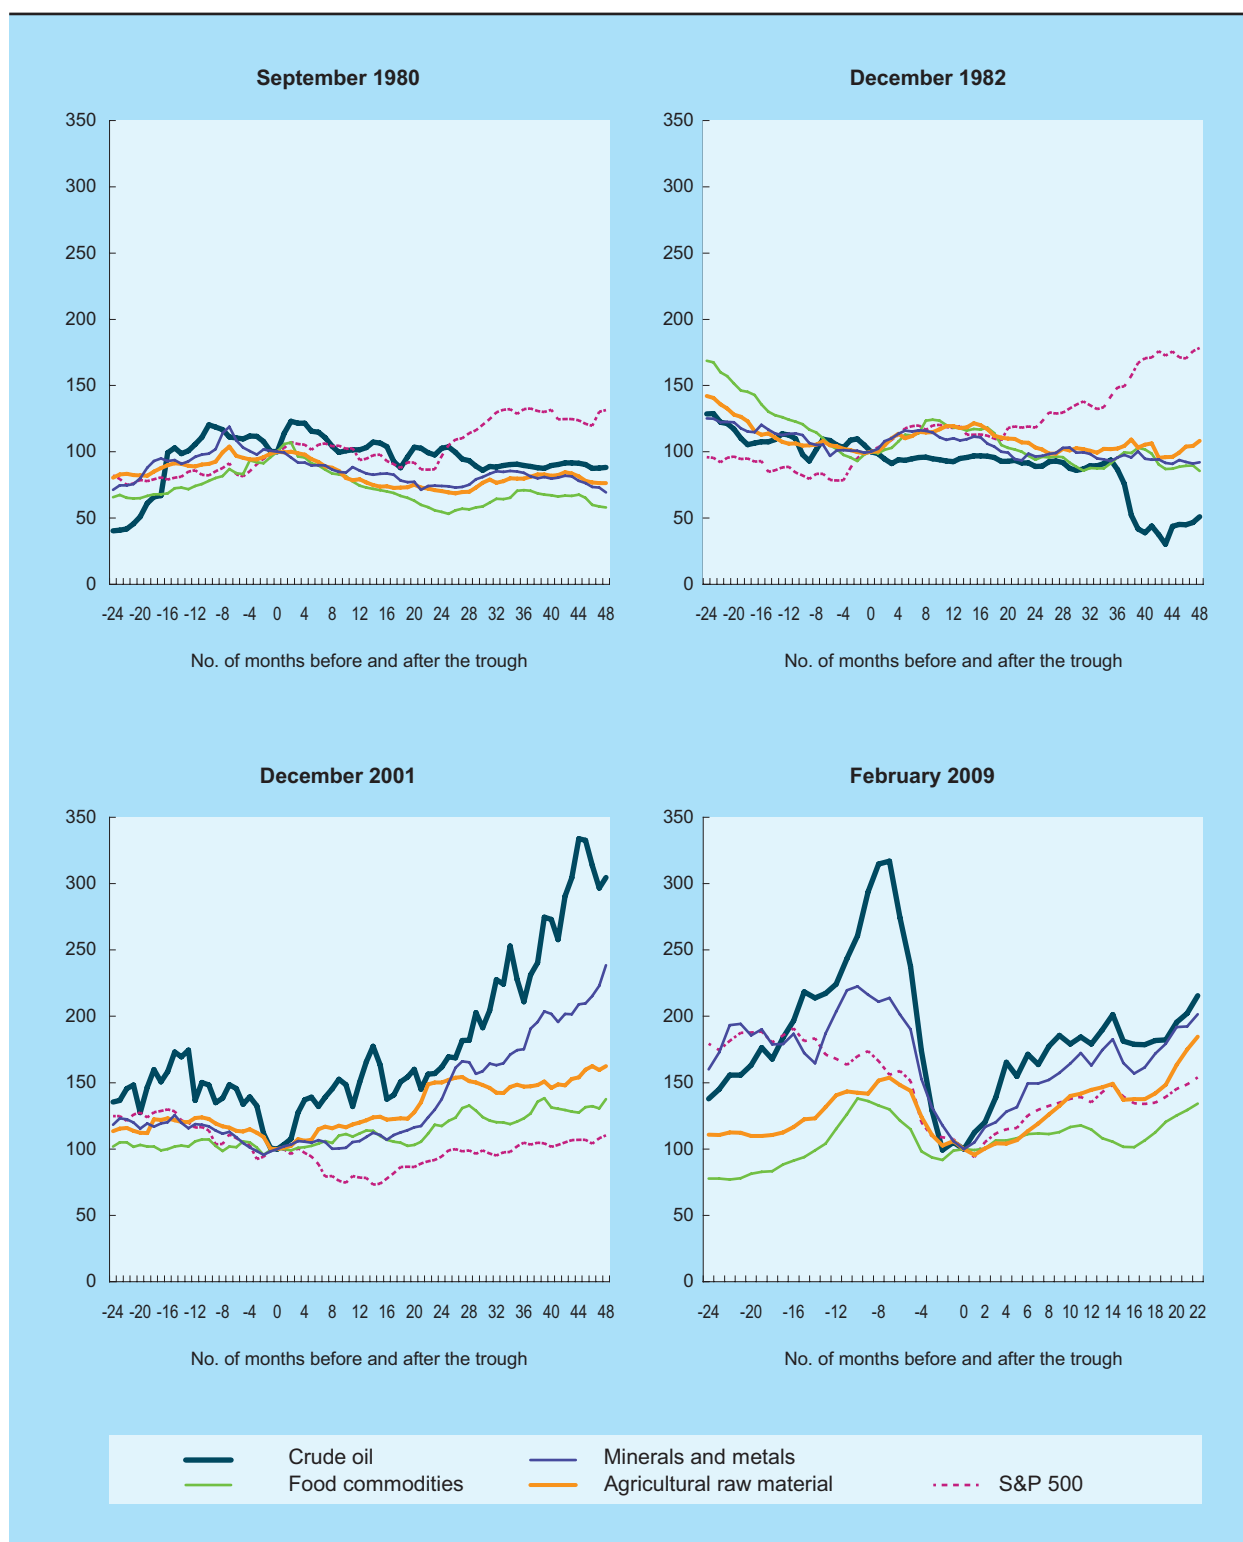 September 1980
350
300
250
200
150
100
50
0
-24 -20 -16 -12 -8 -4 0 4 8 12 16 20 24 28 32 36 40 44 48
No. of months before and after the trough
December 1982
350
300
250
200
150
100
50
0
-24 -20 -16 -12 -8 -4 0 4 8 12 16 20 24 28 32 36 40 44 48
No. of months before and after the trough
December 2001
350
300
250
200
150
100
50
0
-24 -20 -16 -12 -8 -4 0 4 8 12 16 20 24 28 32 36 40 44 48
No. of months before and after the trough
February 2009
350
300
250
200
150
100
50
0
-24 -20 -16 -12 -8 -4 0 2 4 6 8 10 12 14 16 18 20 22
No. of months before and after the trough
Crude oil Minerals and metals
Food commodities Agricultural raw material S&P 500